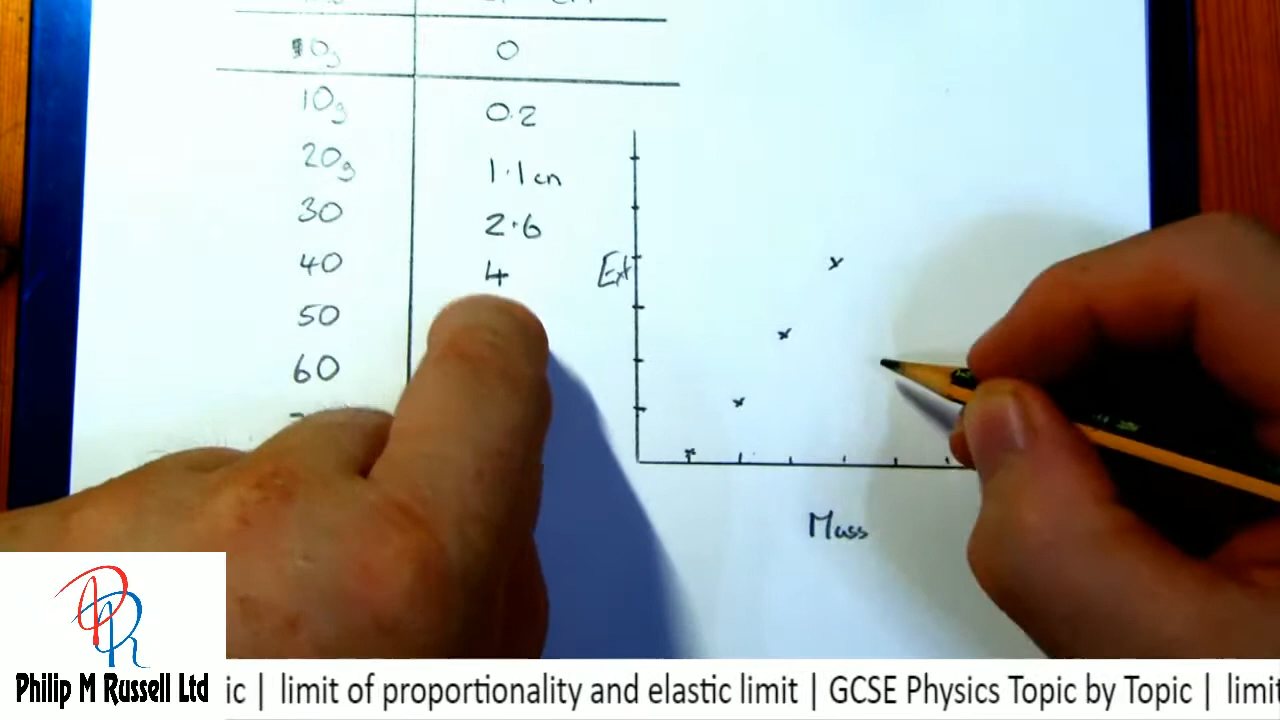 0g 0
10g 0.2
20g 1.1cm
30 2.6
40 4
50
60
Ext
Mass
Philip M Russell Ltd
ic | limit of proportionality and elastic limit | GCSE Physics Topic by Topic | limit